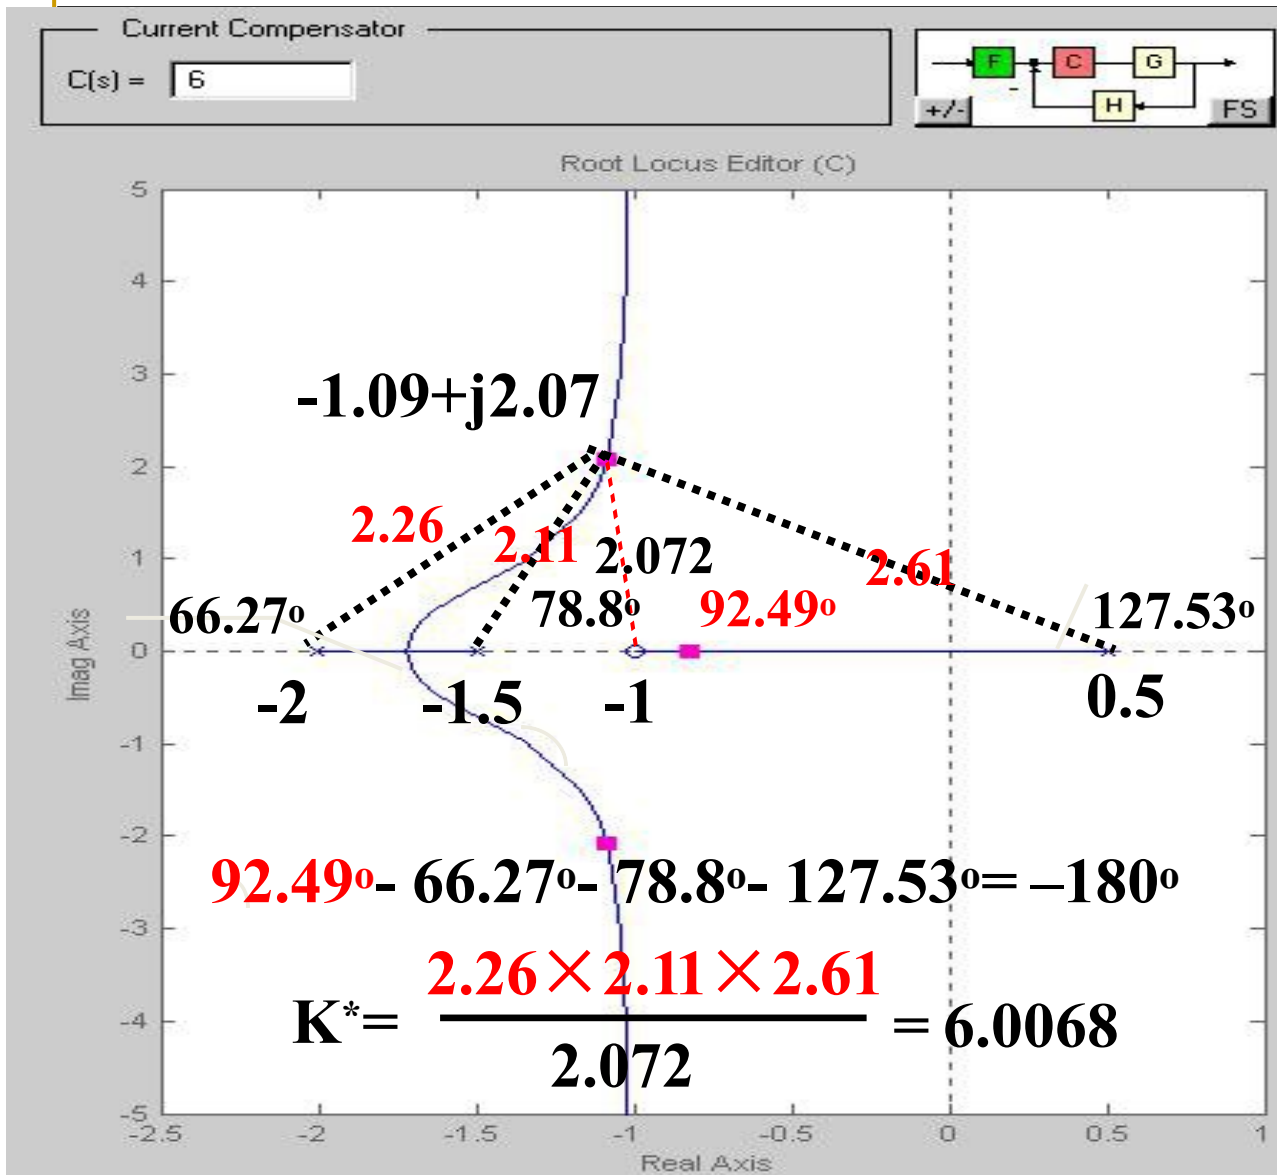 Current Compensator
C(s) = 6
F C G
- H
+/- FS
Root Locus Editor (C)
5
4
3
-1.09+j2.07
2
2.26 2.11 2.072 2.61
1
66.27º 78.8º 92.49º 127.53º
Imag Axis
0
-2 -1.5 -1 0.5
-1
-2
92.49º- 66.27º- 78.8º- 127.53º= –180º
-3
2.26×2.11×2.61
K*= = 6.0068
-4
2.072
-5
-2.5 -2 -1.5 -1 -0.5 0 0.5 1
Real Axis